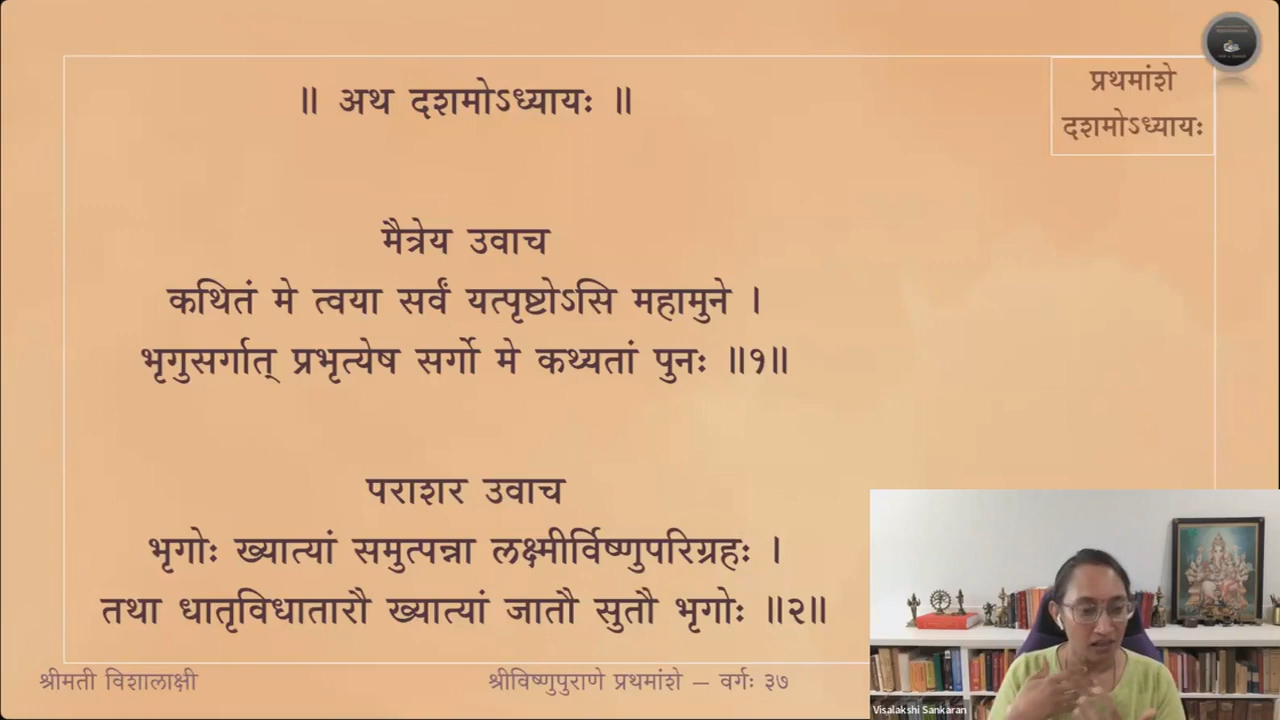 ॥ अथ दशमोऽध्यायः ॥
प्रथमांशे
दशमोऽध्यायः
मैत्रेय उवाच
कथितं मे त्वया सर्वं यत्पृष्टोऽसि महामुने ।
भृगुसर्गात् प्रभृत्येष सर्गो मे कथ्यतां पुनः ॥१॥
पराशर उवाच
भृगोः ख्यात्यां समुत्पन्ना लक्ष्मीर्विष्णुपरिग्रहः ।
तथा धातृविधातारौ ख्यात्यां जातौ सुतौ भृगोः ॥२॥
श्रीमती विशालाक्षी
श्रीविष्णुपुराणे प्रथमांशे – वर्गः ३७
Visalakshi Sankaran